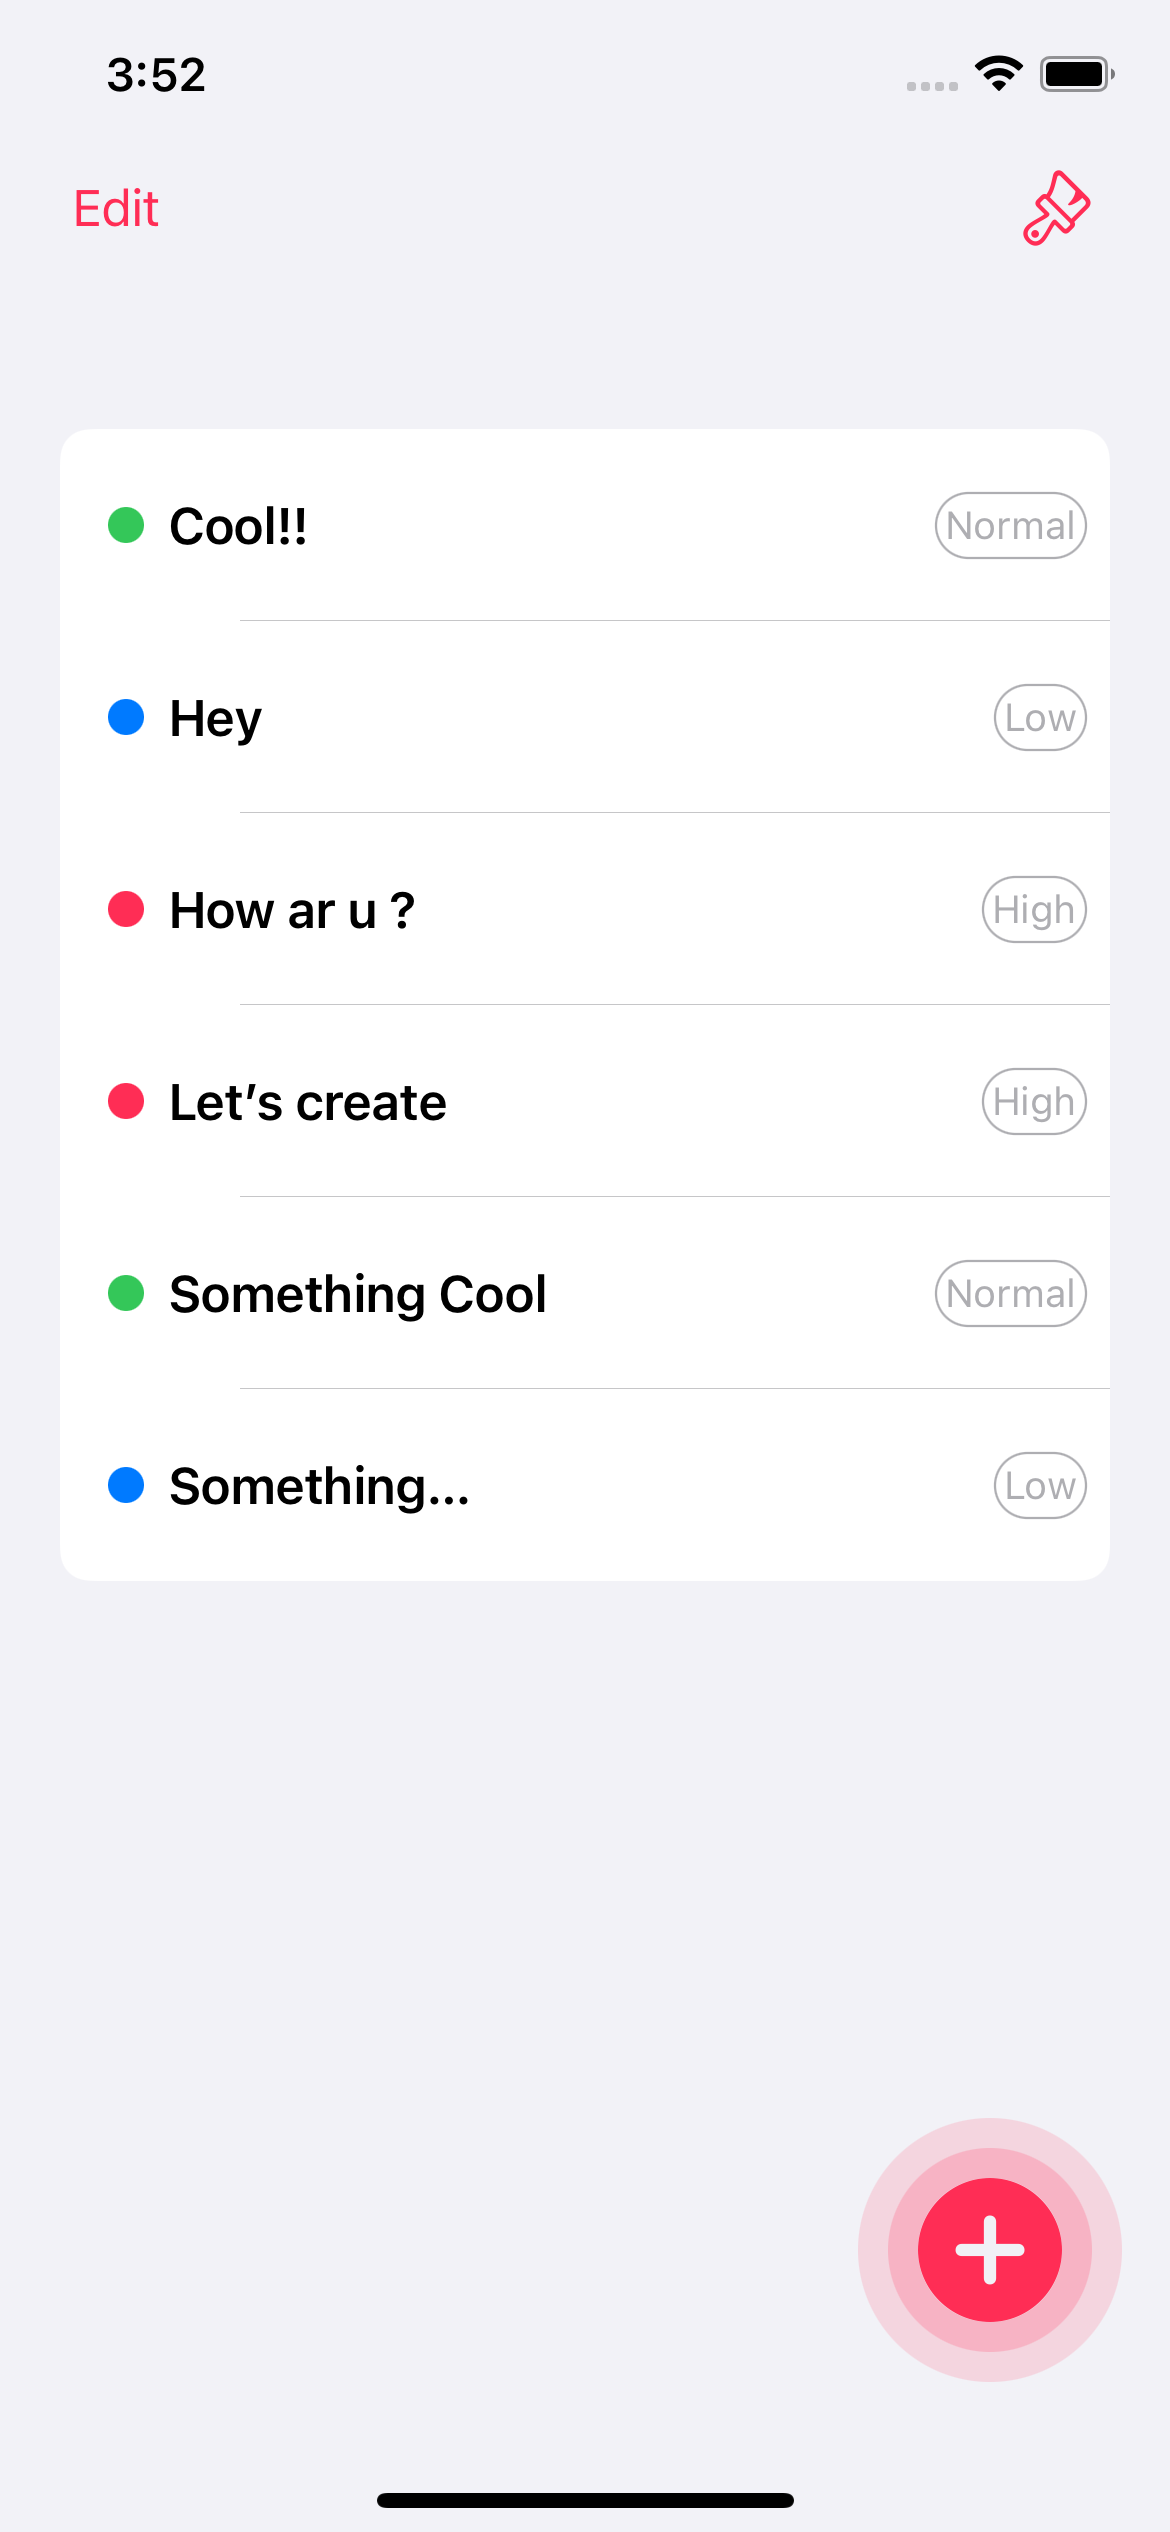 3:52
Edit
Cool!!
Normal
Hey
Low
How ar u ?
High
Let’s create
High
Something Cool
Normal
Something...
Low